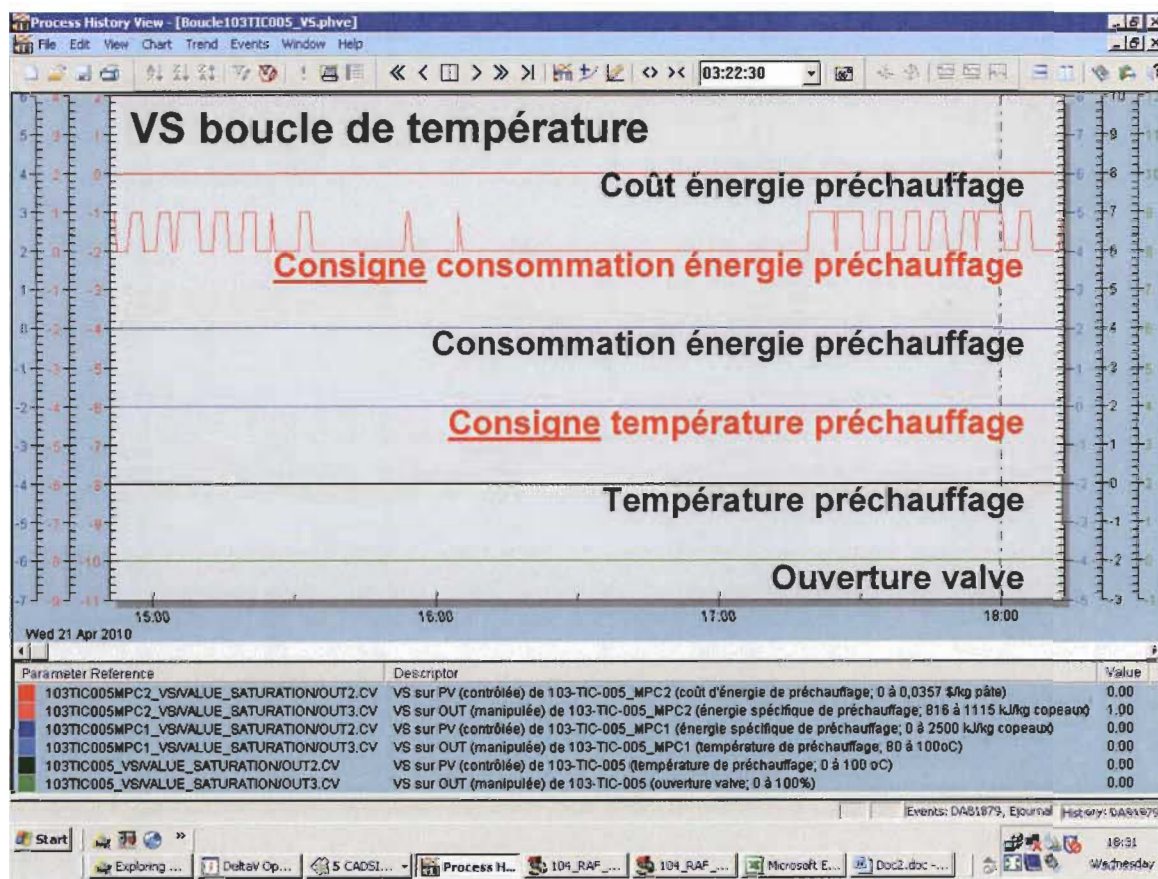 Process History View - [Boucle103TIC005_VS.phve]
File Edit View Chart Trend Events Window Help
03:22:30
VS boucle de température
Coût énergie préchauffage
Consigne consommation énergie préchauffage
Consommation énergie préchauffage
Consigne température préchauffage
Température préchauffage
Ouverture valve
15:00 16:00 17:00 18:00
Wed 21 Apr 2010
Parameter Reference Descriptor Value
103TIC005MPC2_VS/VALUE_SATURATION/OUT2.CV VS sur PV (contrôlée) de 103-TIC-005_MPC2 (coût d'énergie de préchauffage; 0 à 0,0357 $/kg pâte) 0.00
103TIC005MPC2_VS/VALUE_SATURATION/OUT3.CV VS sur OUT (manipulée) de 103-TIC-005_MPC2 (énergie spécifique de préchauffage; 816 à 1115 kJ/kg copeaux) 1.00
103TIC005MPC1_VS/VALUE_SATURATION/OUT2.CV VS sur PV (contrôlée) de 103-TIC-005_MPC1 (énergie spécifique de préchauffage; 0 à 2500 kJ/kg copeaux) 0.00
103TIC005MPC1_VS/VALUE_SATURATION/OUT3.CV VS sur OUT (manipulée) de 103-TIC-005_MPC1 (température de préchauffage; 80 à 100oC) 0.00
103TIC005_VS/VALUE_SATURATION/OUT2.CV VS sur PV (contrôlée) de 103-TIC-005 (température de préchauffage; 0 à 100 oC) 0.00
103TIC005_VS/VALUE_SATURATION/OUT3.CV VS sur OUT (manipulée) de 103-TIC-005 (ouverture valve; 0 à 100%) 0.00
Events: DAB1879, Ejournal History: DAB1879
Start » 18:31
Exploring ... DeltaV Op... 5 CADSI... Process H... 104_RAF_... 104_RAF_... Microsoft E... Doc2.doc -... Wednesday